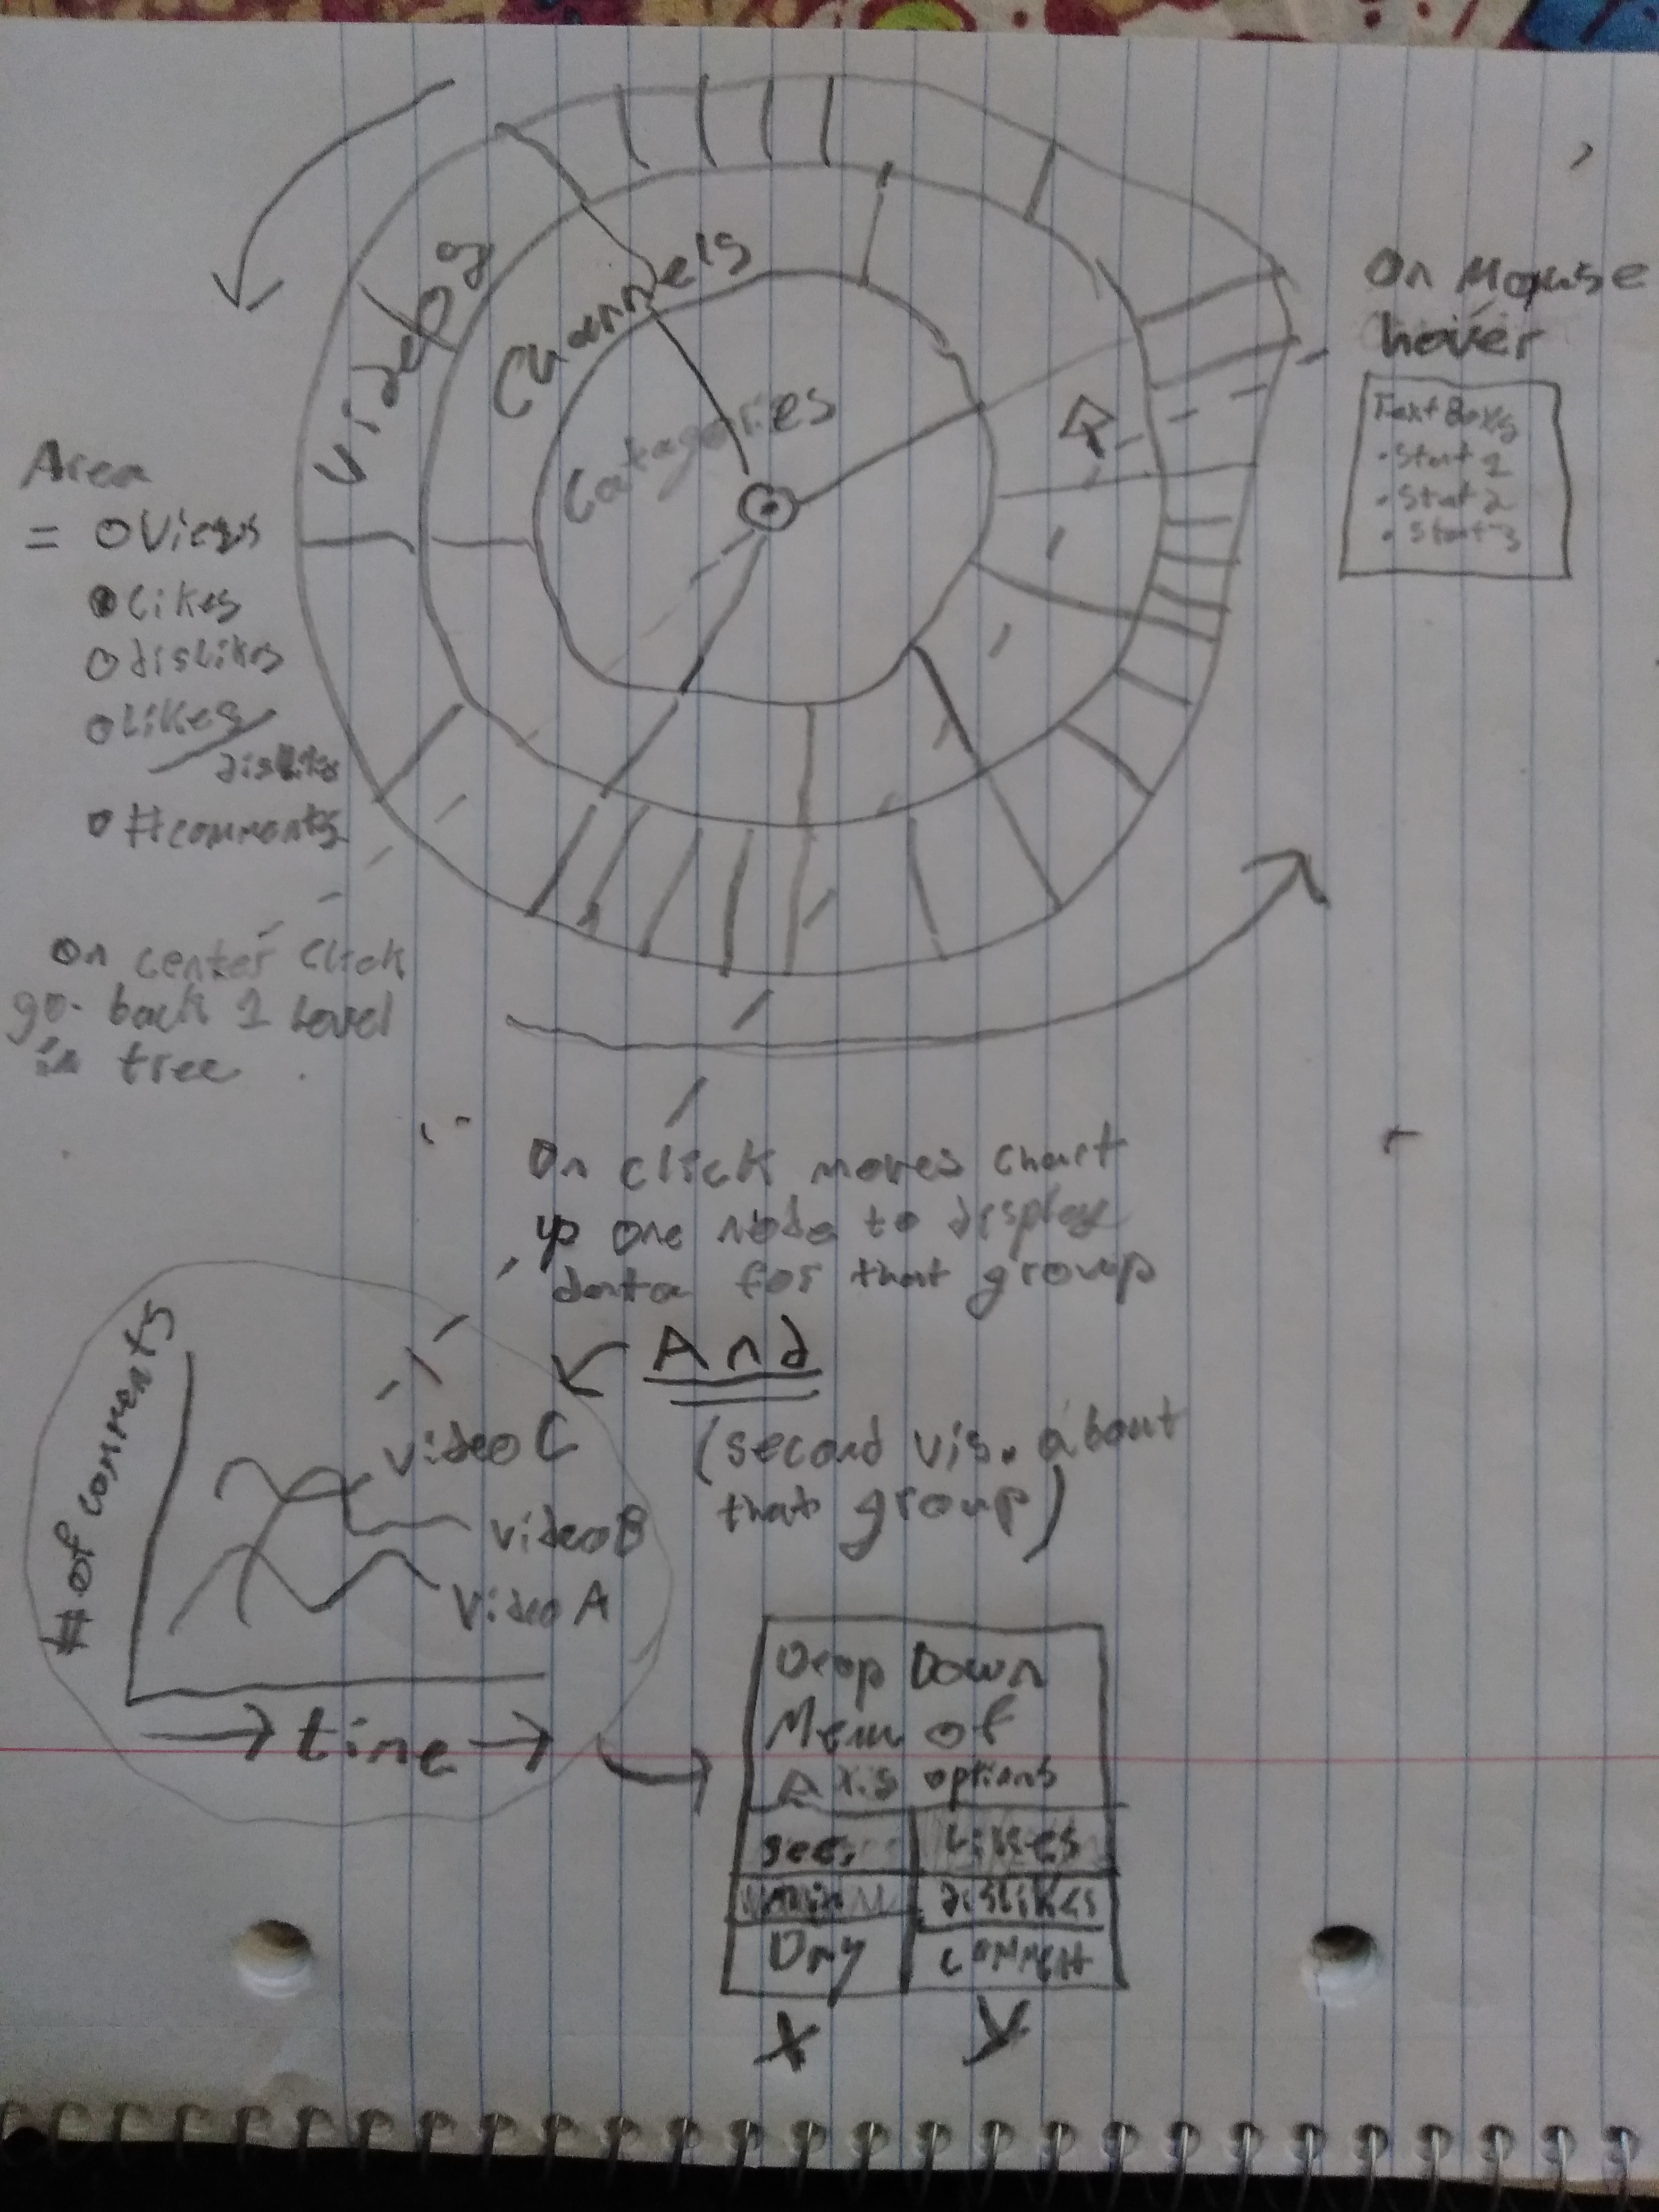 Videos
Channels
Catagories
On Mouse
hover
Text Boxs
• Stat 1
• Stat 2
• Stat 3
Area
= O Views
● Likes
O dislikes
O Likes/
dislikes
O # comments
On center click
go back 1 level
in tree
On click moves chart
up one node to display
data for that group
And
(second vis. about
that group)
# of comments
video C
video B
video A
→ time →
Drop Down
Menu of
Axis options
sec. Likes
min dislikes
Day comment
X Y